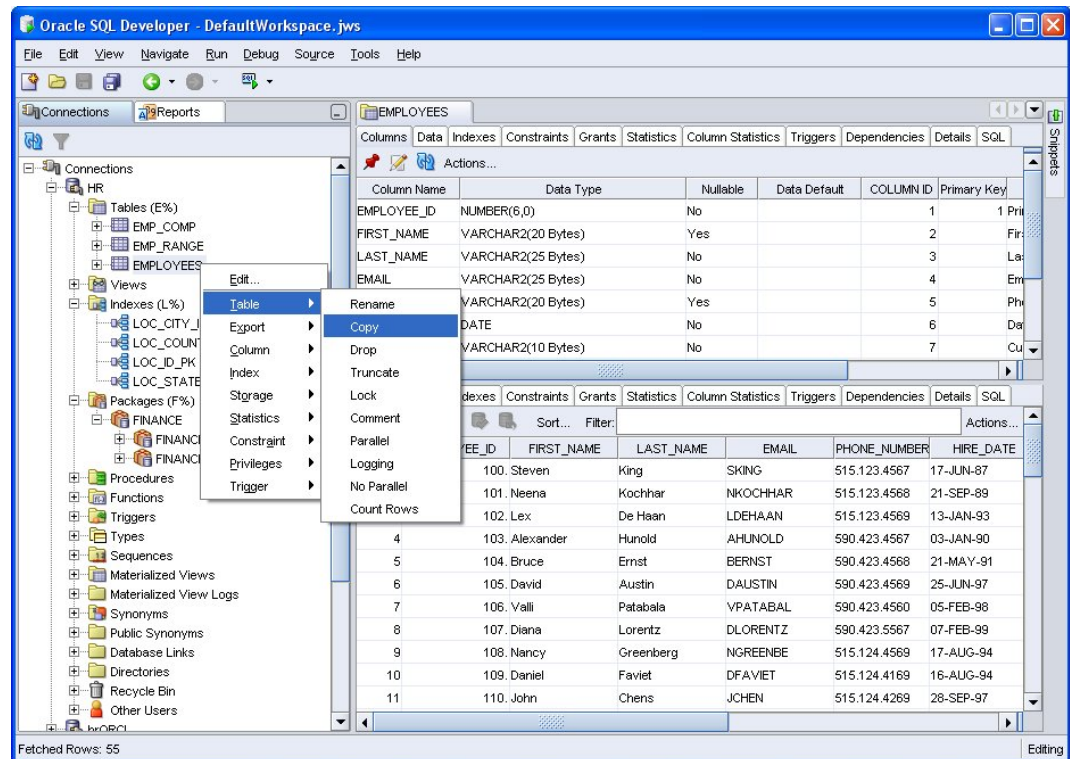 Oracle SQL Developer - DefaultWorkspace.jws
File Edit View Navigate Run Debug Source Tools Help
Connections Reports
Connections
HR
Tables (E%)
EMP_COMP
EMP_RANGE
EMPLOYEES
Views
Indexes (L%)
LOC_CITY_I
LOC_COUN
LOC_ID_PK
LOC_STATE
Packages (F%)
FINANCE
FINANCI
FINANCI
Procedures
Functions
Triggers
Types
Sequences
Materialized Views
Materialized View Logs
Synonyms
Public Synonyms
Database Links
Directories
Recycle Bin
Other Users
hrORCL
Edit...
Table
Export
Column
Index
Storage
Statistics
Constraint
Privileges
Trigger
Rename
Copy
Drop
Truncate
Lock
Comment
Parallel
Logging
No Parallel
Count Rows
EMPLOYEES
Columns Data Indexes Constraints Grants Statistics Column Statistics Triggers Dependencies Details SQL
Actions...
Column Name Data Type Nullable Data Default COLUMN ID Primary Key
EMPLOYEE_ID NUMBER(6,0) No 1 1 Pri
FIRST_NAME VARCHAR2(20 Bytes) Yes 2 Fir
LAST_NAME VARCHAR2(25 Bytes) No 3 La
EMAIL VARCHAR2(25 Bytes) No 4 Em
VARCHAR2(20 Bytes) Yes 5 Ph
DATE No 6 Da
VARCHAR2(10 Bytes) No 7 Cu
dexes Constraints Grants Statistics Column Statistics Triggers Dependencies Details SQL
Sort... Filter: Actions...
EE_ID FIRST_NAME LAST_NAME EMAIL PHONE_NUMBER HIRE_DATE
100 Steven King SKING 515.123.4567 17-JUN-87
101 Neena Kochhar NKOCHHAR 515.123.4568 21-SEP-89
102 Lex De Haan LDEHAAN 515.123.4569 13-JAN-93
4 103 Alexander Hunold AHUNOLD 590.423.4567 03-JAN-90
5 104 Bruce Ernst BERNST 590.423.4568 21-MAY-91
6 105 David Austin DAUSTIN 590.423.4569 25-JUN-97
7 106 Valli Patabala VPATABAL 590.423.4560 05-FEB-98
8 107 Diana Lorentz DLORENTZ 590.423.5567 07-FEB-99
9 108 Nancy Greenberg NGREENBE 515.124.4569 17-AUG-94
10 109 Daniel Faviet DFAVIET 515.124.4169 16-AUG-94
11 110 John Chens JCHEN 515.124.4269 28-SEP-97
Snippets
Fetched Rows: 55
Editing